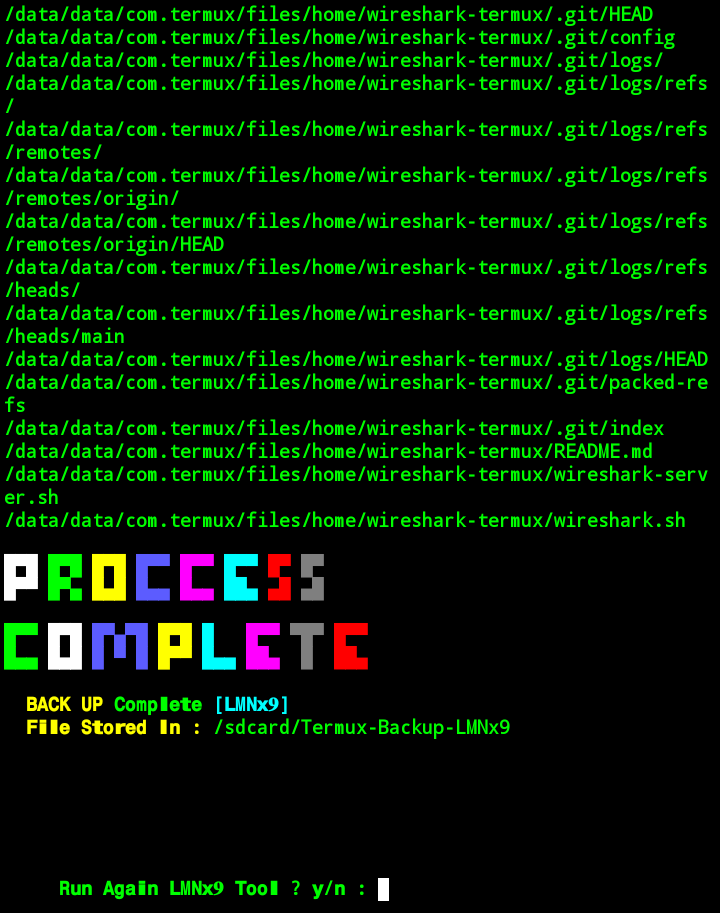 /data/data/com.termux/files/home/wireshark-termux/.git/HEAD
/data/data/com.termux/files/home/wireshark-termux/.git/config
/data/data/com.termux/files/home/wireshark-termux/.git/logs/
/data/data/com.termux/files/home/wireshark-termux/.git/logs/refs
/
/data/data/com.termux/files/home/wireshark-termux/.git/logs/refs
/remotes/
/data/data/com.termux/files/home/wireshark-termux/.git/logs/refs
/remotes/origin/
/data/data/com.termux/files/home/wireshark-termux/.git/logs/refs
/remotes/origin/HEAD
/data/data/com.termux/files/home/wireshark-termux/.git/logs/refs
/heads/
/data/data/com.termux/files/home/wireshark-termux/.git/logs/refs
/heads/main
/data/data/com.termux/files/home/wireshark-termux/.git/logs/HEAD
/data/data/com.termux/files/home/wireshark-termux/.git/packed-re
fs
/data/data/com.termux/files/home/wireshark-termux/.git/index
/data/data/com.termux/files/home/wireshark-termux/README.md
/data/data/com.termux/files/home/wireshark-termux/wireshark-serv
er.sh
/data/data/com.termux/files/home/wireshark-termux/wireshark.sh
PROCCESS
COMPLETE
BACK UP Complete [LMNx9]
File Stored In : /sdcard/Termux-Backup-LMNx9
Run Again LMNx9 Tool ? y/n :